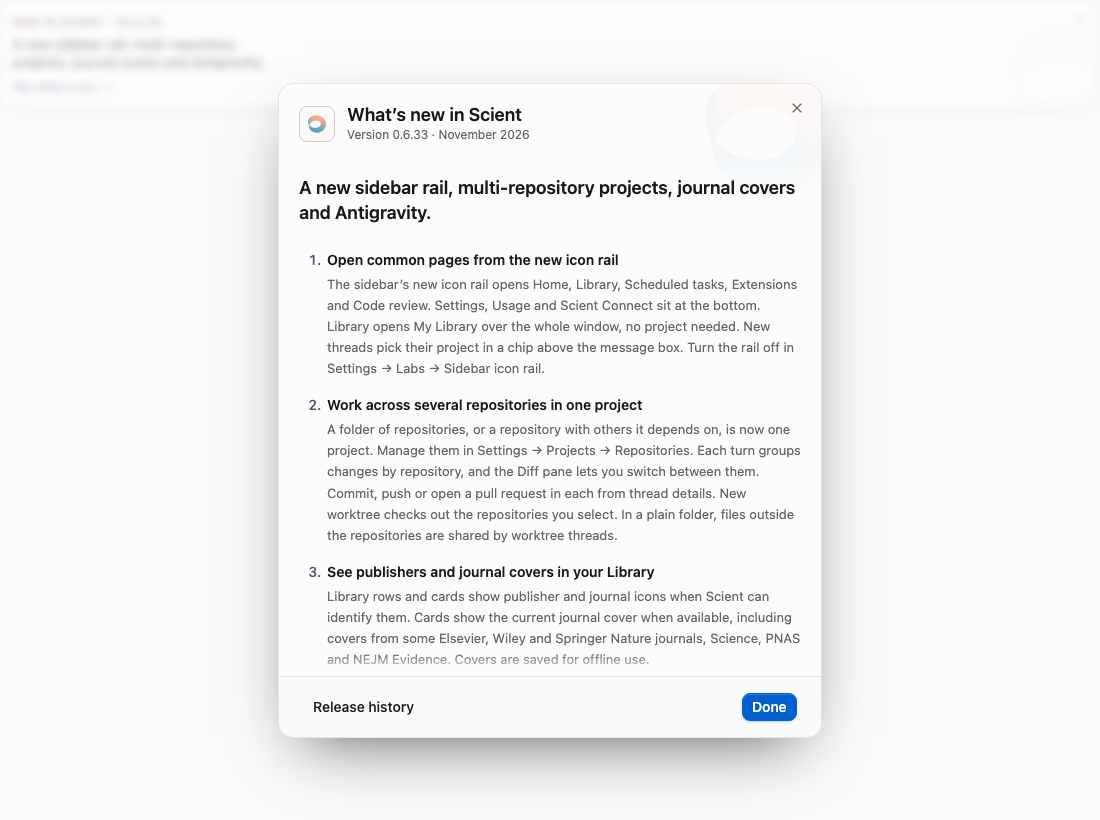 What's new in Scient
Version 0.6.33 · November 2026
A new sidebar rail, multi-repository projects, journal covers
and Antigravity.
1. Open common pages from the new icon rail
The sidebar's new icon rail opens Home, Library, Scheduled tasks, Extensions
and Code review. Settings, Usage and Scient Connect sit at the bottom.
Library opens My Library over the whole window, no project needed. New
threads pick their project in a chip above the message box. Turn the rail off in
Settings → Labs → Sidebar icon rail.
2. Work across several repositories in one project
A folder of repositories, or a repository with others it depends on, is now one
project. Manage them in Settings → Projects → Repositories. Each turn groups
changes by repository, and the Diff pane lets you switch between them.
Commit, push or open a pull request in each from thread details. New
worktree checks out the repositories you select. In a plain folder, files outside
the repositories are shared by worktree threads.
3. See publishers and journal covers in your Library
Library rows and cards show publisher and journal icons when Scient can
identify them. Cards show the current journal cover when available, including
covers from some Elsevier, Wiley and Springer Nature journals, Science, PNAS
and NEJM Evidence. Covers are saved for offline use.
Release history
Done